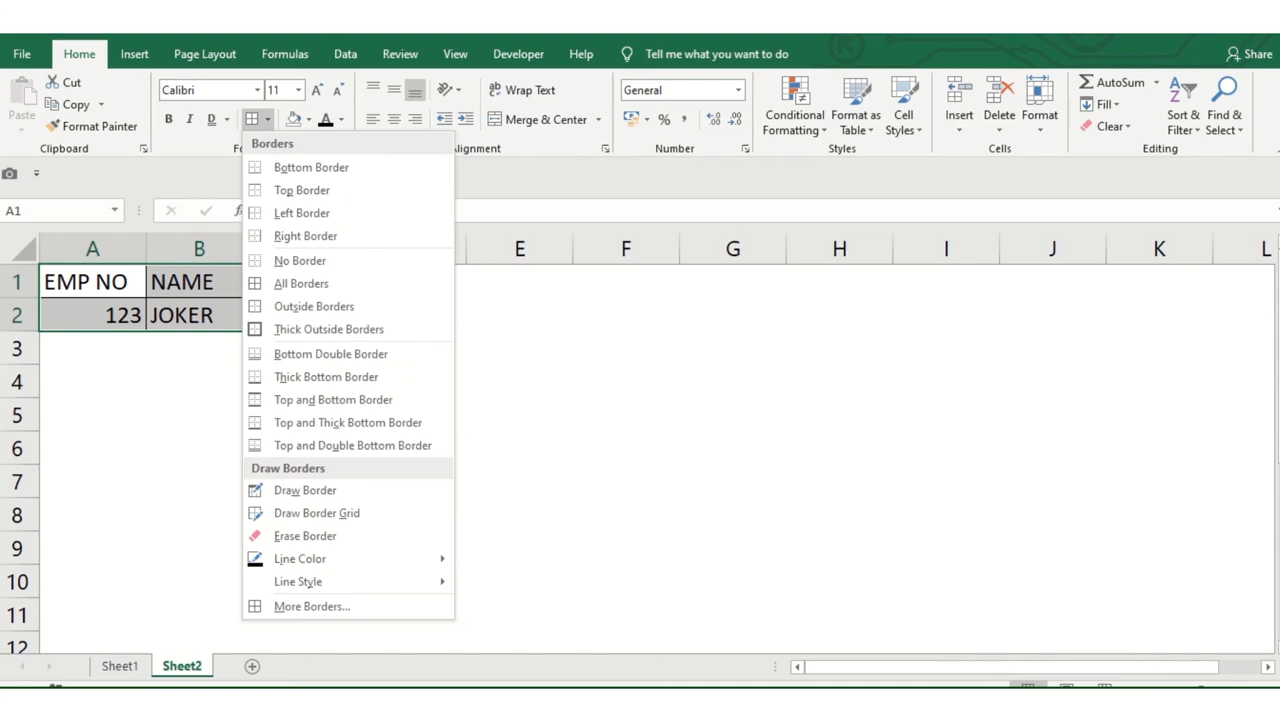 File Home Insert Page Layout Formulas Data Review View Developer Help Tell me what you want to do Share
Cut
Copy
Format Painter
Paste
Clipboard
Calibri 11
B I D
Wrap Text
Merge & Center
Alignment
General
%
Number
Conditional Formatting
Format as Table
Cell Styles
Styles
Insert
Delete
Format
Cells
AutoSum
Fill
Clear
Sort & Filter
Find & Select
Editing
A1
Borders
Bottom Border
Top Border
Left Border
Right Border
No Border
All Borders
Outside Borders
Thick Outside Borders
Bottom Double Border
Thick Bottom Border
Top and Bottom Border
Top and Thick Bottom Border
Top and Double Bottom Border
Draw Borders
Draw Border
Draw Border Grid
Erase Border
Line Color
Line Style
More Borders...
A B E F G H I J K L
1 EMP NO NAME
2 123 JOKER
3
4
5
6
7
8
9
10
11
12
Sheet1 Sheet2